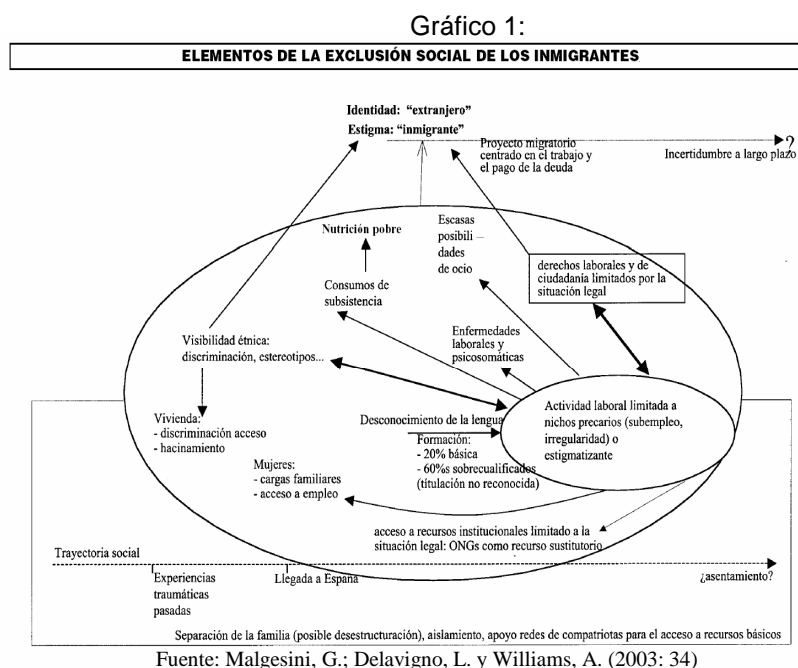 Gráfico 1:
ELEMENTOS DE LA EXCLUSIÓN SOCIAL DE LOS INMIGRANTES
Identidad: “extranjero”
Estigma: “inmigrante”
Proyecto migratorio
centrado en el trabajo y
el pago de la deuda
?
Incertidumbre a largo plazo
Nutrición pobre
Escasas
posibili –
dades
de ocio
derechos laborales y de
ciudadanía limitados por la
situación legal
Consumos de
subsistencia
Visibilidad étnica:
discriminación, estereotipos...
Enfermedades
laborales y
psicosomáticas
Vivienda:
- discriminación acceso
- hacinamiento
Desconocimiento de la lengua
Formación:
- 20% básica
- 60%s sobrecualificados
(titulación no reconocida)
Actividad laboral limitada a
nichos precarios (subempleo,
irregularidad) o
estigmatizante
Mujeres:
- cargas familiares
- acceso a empleo
acceso a recursos institucionales limitado a la
situación legal: ONGs como recurso sustitutorio
Trayectoria social
Experiencias
traumáticas
pasadas
Llegada a España
¿asentamiento?
Separación de la familia (posible desestructuración), aislamiento, apoyo redes de compatriotas para el acceso a recursos básicos
Fuente: Malgesini, G.; Delavigno, L. y Williams, A. (2003: 34)